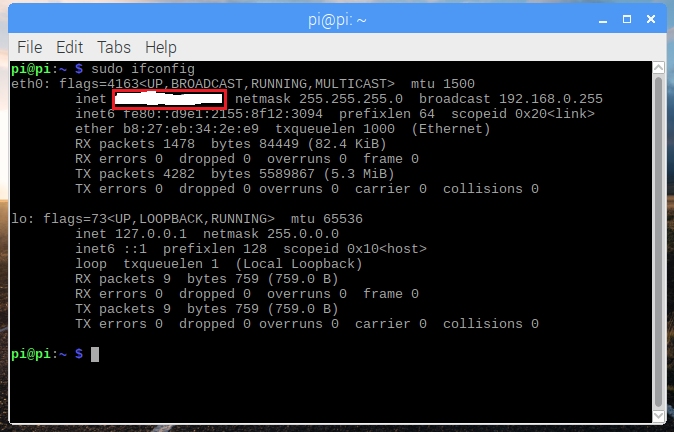 pi@pi: ~
File Edit Tabs Help
pi@pi:~ $ sudo ifconfig
eth0: flags=4163<UP,BROADCAST,RUNNING,MULTICAST> mtu 1500
inet netmask 255.255.255.0 broadcast 192.168.0.255
inet6 fe80::d9e1:2155:8f12:3094 prefixlen 64 scopeid 0x20<link>
ether b8:27:eb:34:2e:e9 txqueuelen 1000 (Ethernet)
RX packets 1478 bytes 84449 (82.4 KiB)
RX errors 0 dropped 0 overruns 0 frame 0
TX packets 4282 bytes 5589867 (5.3 MiB)
TX errors 0 dropped 0 overruns 0 carrier 0 collisions 0
lo: flags=73<UP,LOOPBACK,RUNNING> mtu 65536
inet 127.0.0.1 netmask 255.0.0.0
inet6 ::1 prefixlen 128 scopeid 0x10<host>
loop txqueuelen 1 (Local Loopback)
RX packets 9 bytes 759 (759.0 B)
RX errors 0 dropped 0 overruns 0 frame 0
TX packets 9 bytes 759 (759.0 B)
TX errors 0 dropped 0 overruns 0 carrier 0 collisions 0
pi@pi:~ $